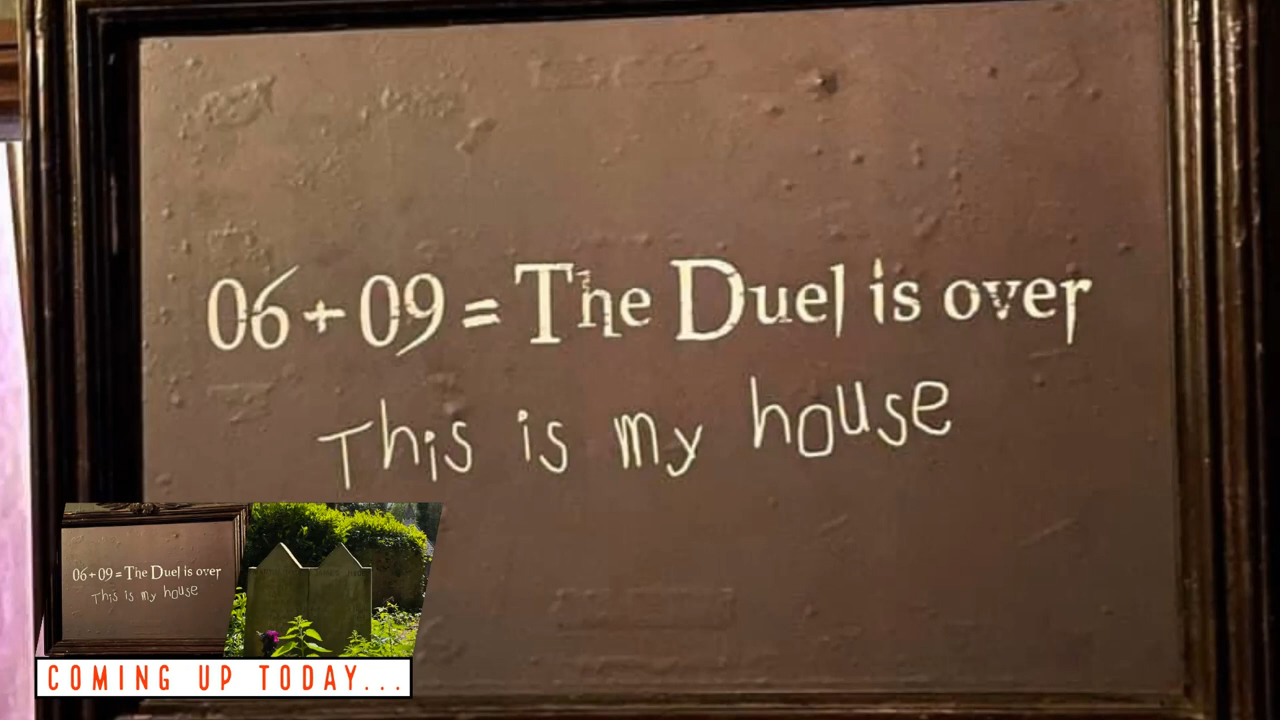 06+09=The Duel is over
This is my house
06+09=The Duel is over
This is my house
COMING UP TODAY...